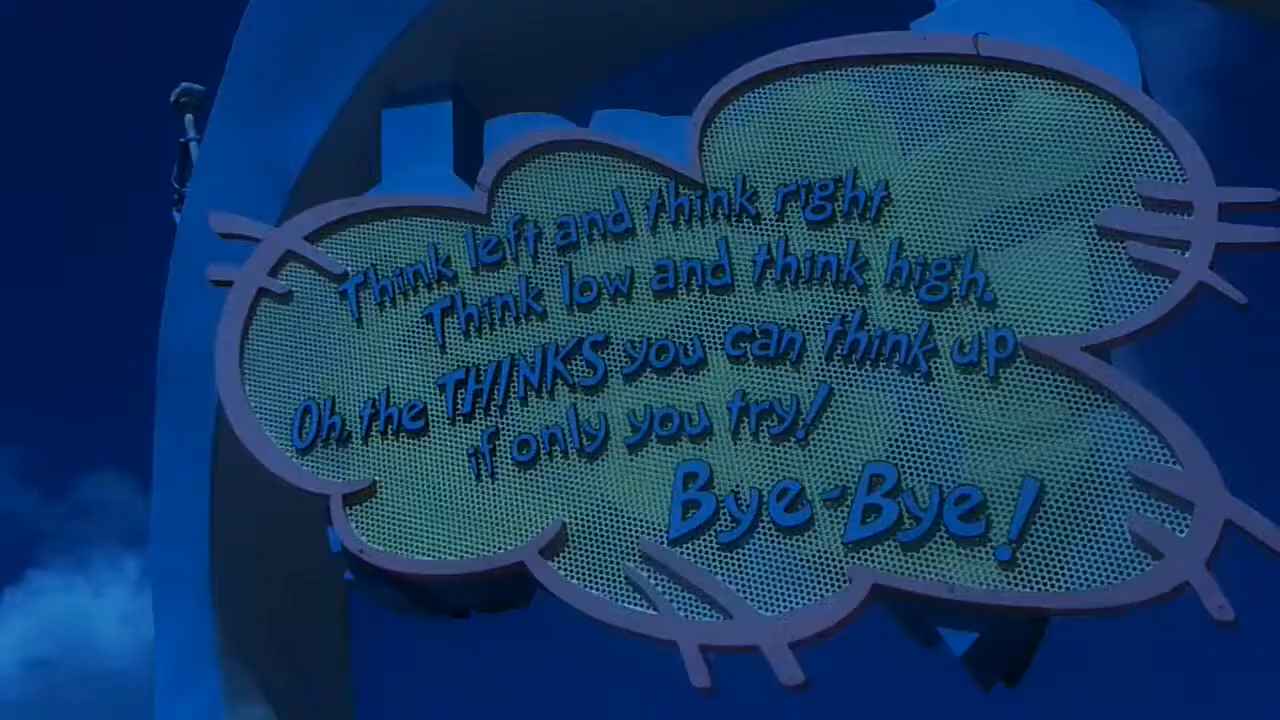 Think left and think right
Think low and think high.
Oh, the THINKS you can think up
if only you try!
Bye-Bye!